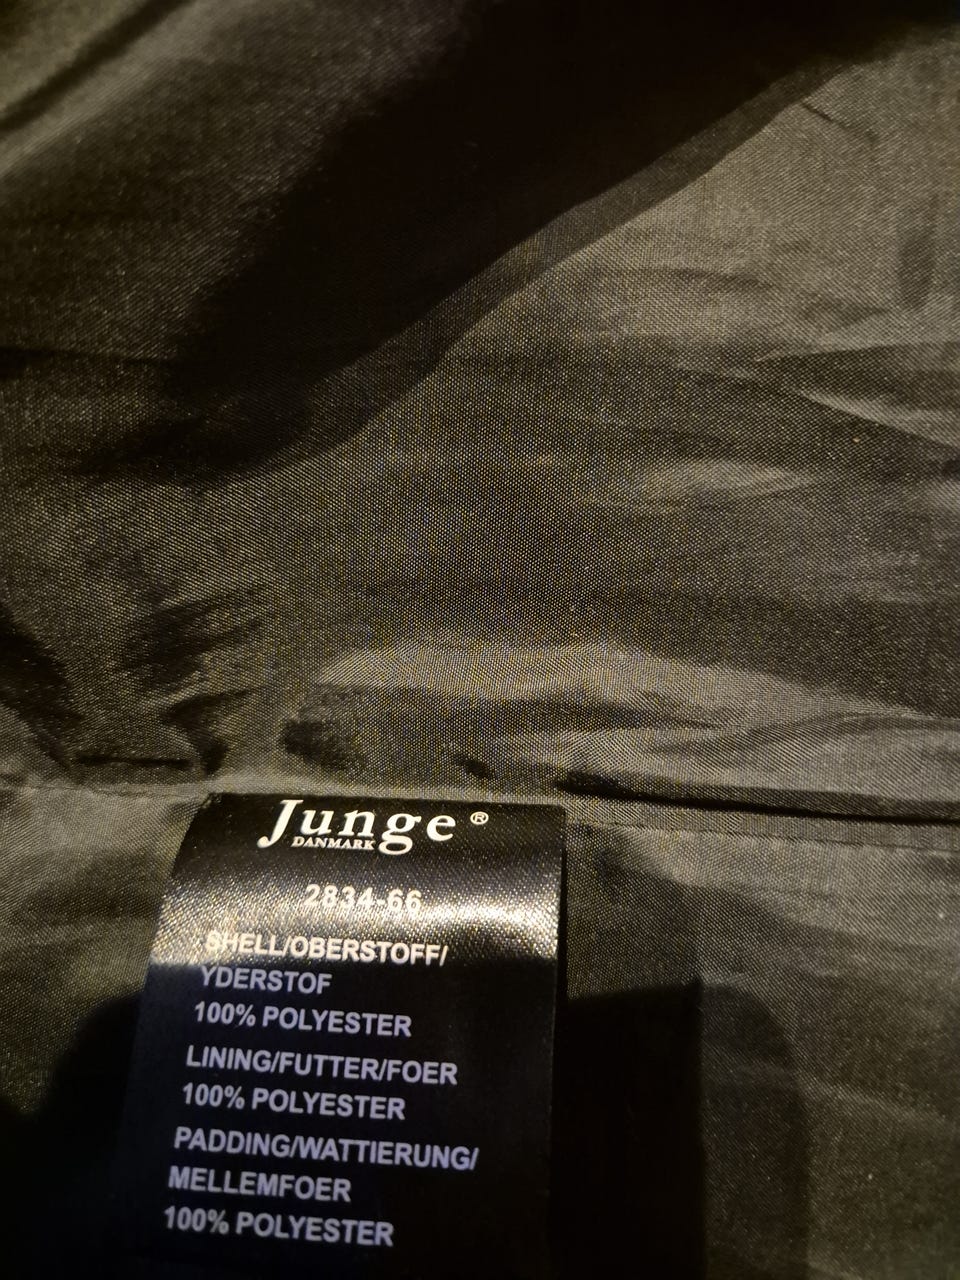 Junge ®
DANMARK
2834-66
SHELL/OBERSTOFF/
YDERSTOF
100% POLYESTER
LINING/FUTTER/FOER
100% POLYESTER
PADDING/WATTIERUNG/
MELLEMFOER
100% POLYESTER